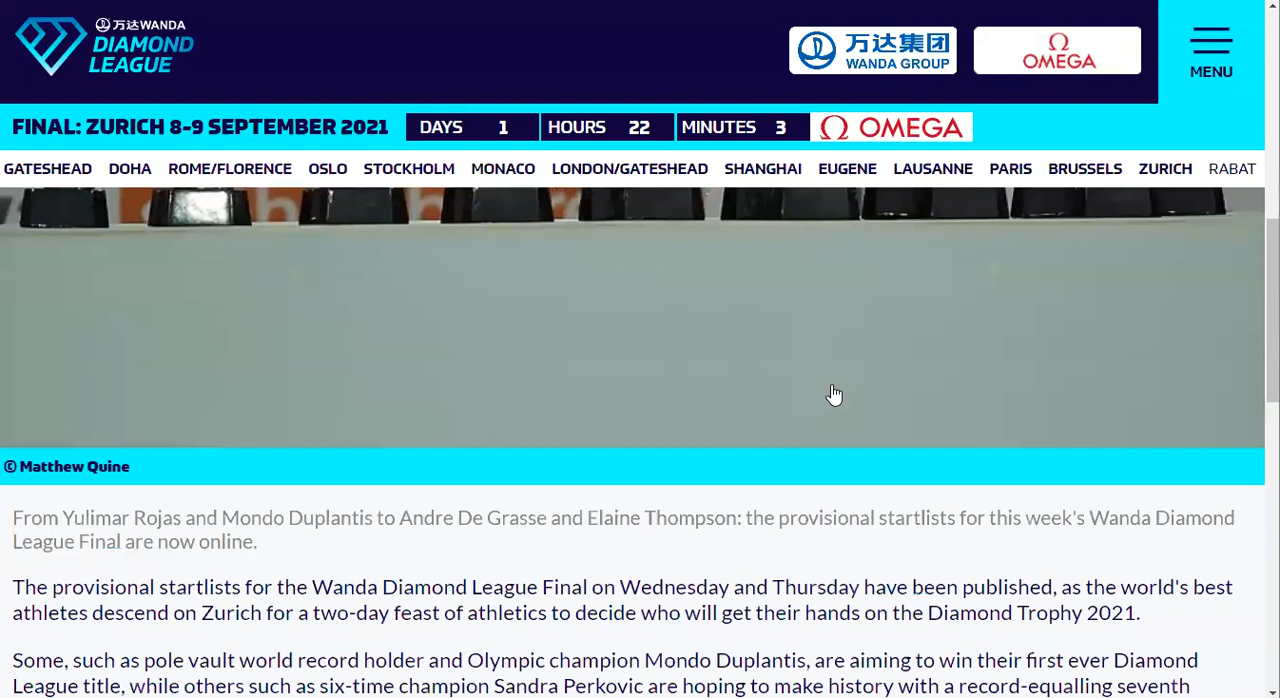 万达WANDA
DIAMOND
LEAGUE
万达集团
WANDA GROUP
Ω
OMEGA
MENU
FINAL: ZURICH 8-9 SEPTEMBER 2021 DAYS 1 HOURS 22 MINUTES 3 Ω OMEGA
GATESHEAD DOHA ROME/FLORENCE OSLO STOCKHOLM MONACO LONDON/GATESHEAD SHANGHAI EUGENE LAUSANNE PARIS BRUSSELS ZURICH RABAT
© Matthew Quine
From Yulimar Rojas and Mondo Duplantis to Andre De Grasse and Elaine Thompson: the provisional startlists for this week's Wanda Diamond
League Final are now online.
The provisional startlists for the Wanda Diamond League Final on Wednesday and Thursday have been published, as the world's best
athletes descend on Zurich for a two-day feast of athletics to decide who will get their hands on the Diamond Trophy 2021.
Some, such as pole vault world record holder and Olympic champion Mondo Duplantis, are aiming to win their first ever Diamond
League title, while others such as six-time champion Sandra Perkovic are hoping to make history with a record-equalling seventh